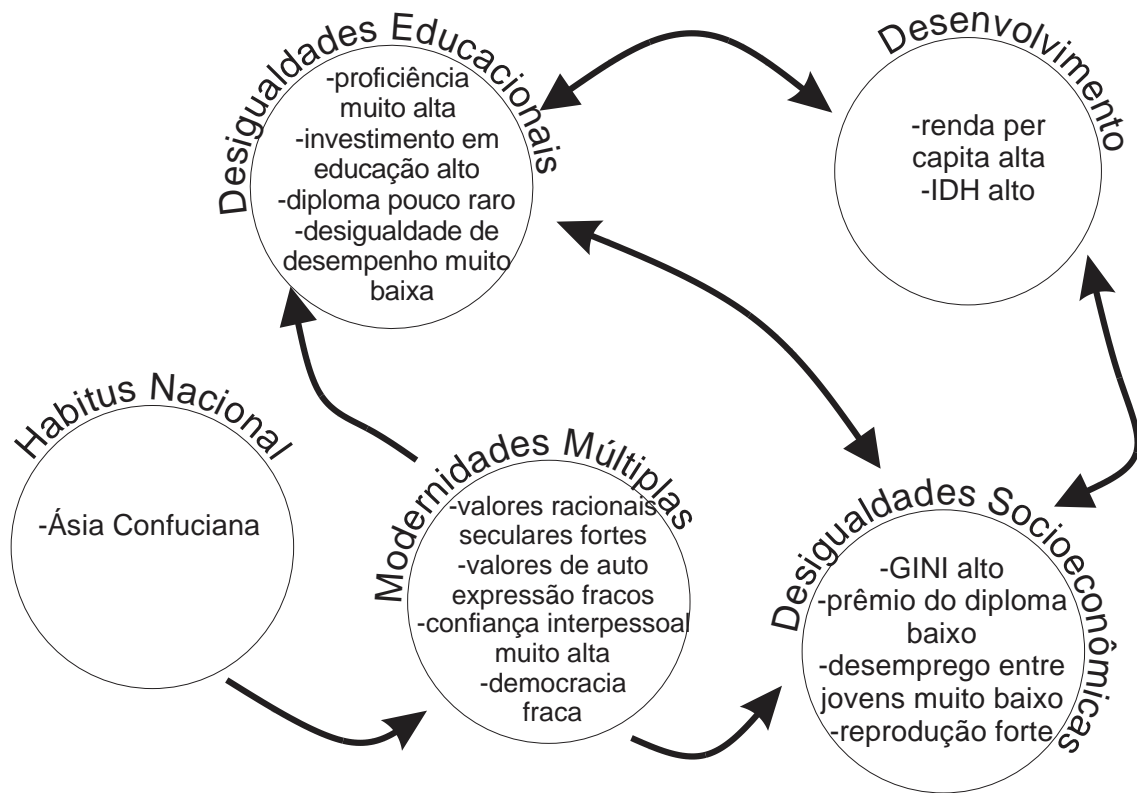 Desigualdades Educacionais
-proficiência
muito alta
-investimento em
educação alto
-diploma pouco raro
-desigualdade de
desempenho muito
baixa
Desenvolvimento
-renda per
capita alta
-IDH alto
Habitus Nacional
-Ásia Confuciana
Modernidades Múltiplas
-valores racionais
seculares fortes
-valores de auto
expressão fracos
-confiança interpessoal
muito alta
-democracia
fraca
Desigualdades Socioeconômicas
-GINI alto
-prêmio do diploma
baixo
-desemprego entre
jovens muito baixo
-reprodução forte